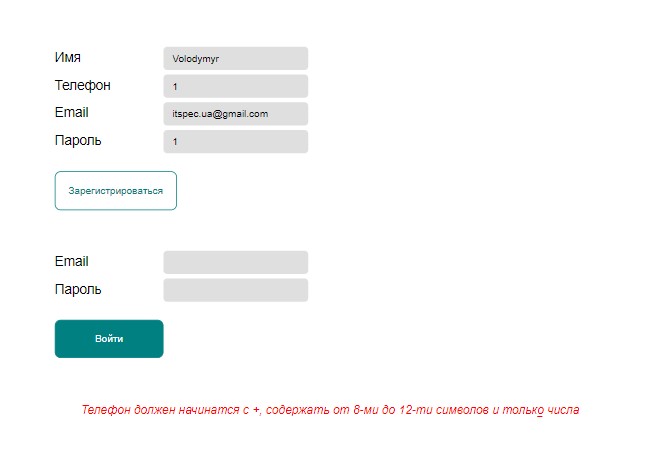 Имя Volodymyr
Телефон 1
Email itspec.ua@gmail.com
Пароль 1
Зарегистрироваться
Email
Пароль
Войти
Телефон должен начинатся с +, содержать от 8-ми до 12-ти символов и только числа